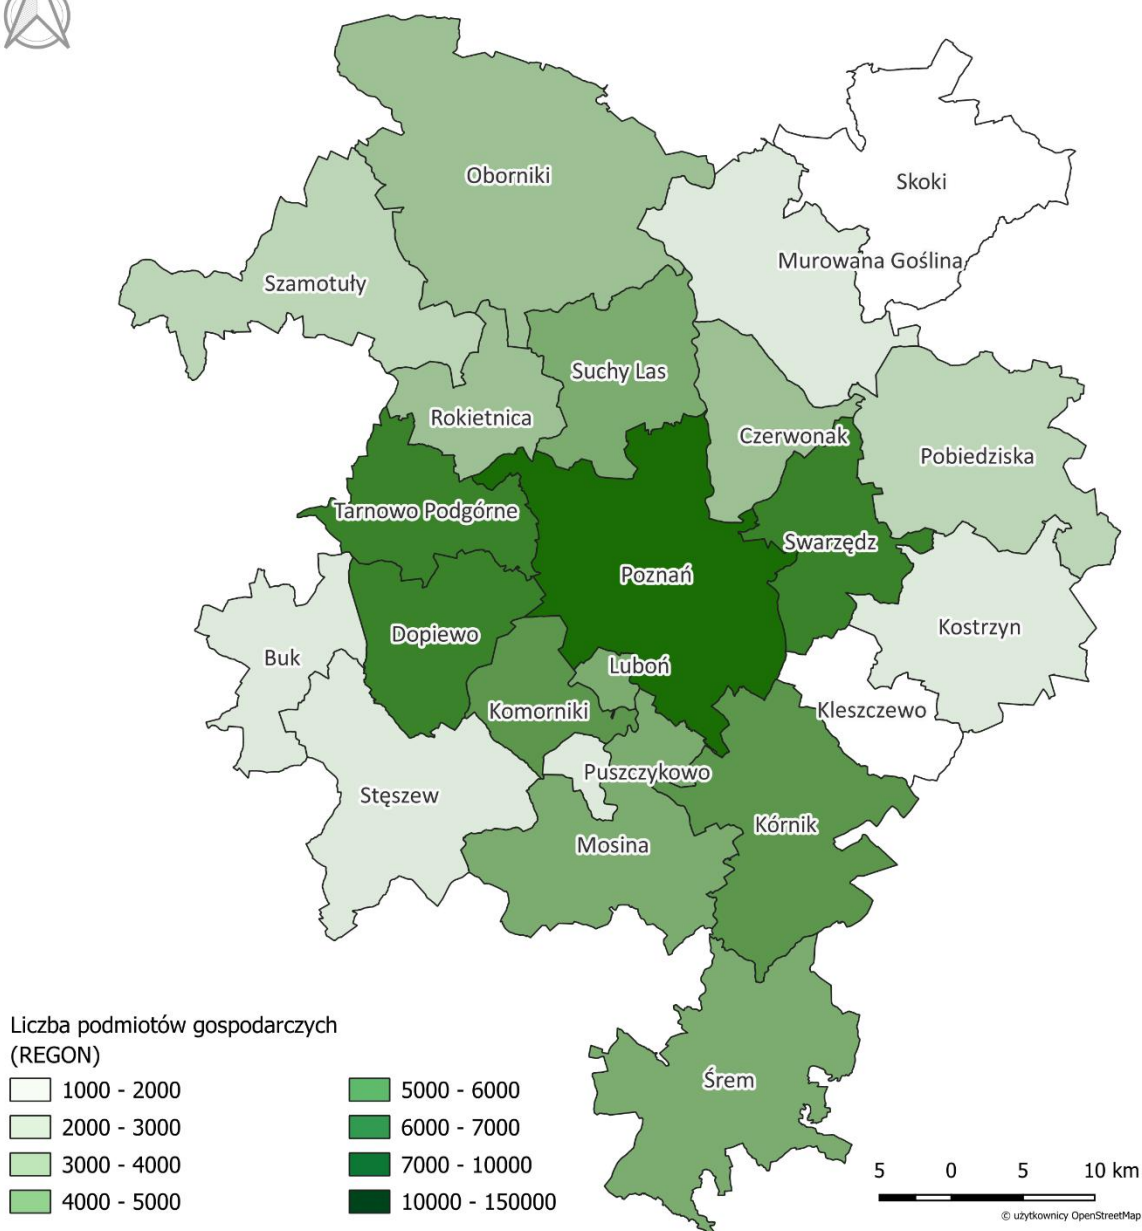 Oborniki
Skoki
Murowana Goślina
Szamotuły
Suchy Las
Rokietnica
Czerwonak
Pobiedziska
Tarnowo Podgórne
Swarzędz
Poznań
Dopiewo
Kostrzyn
Buk
Luboń
Komorniki
Kleszczewo
Puszczykowo
Stęszew
Kórnik
Mosina
Śrem
Liczba podmiotów gospodarczych
(REGON)
1000 - 2000
2000 - 3000
3000 - 4000
4000 - 5000
5000 - 6000
6000 - 7000
7000 - 10000
10000 - 150000
5 0 5 10 km
© użytkownicy OpenStreetMap